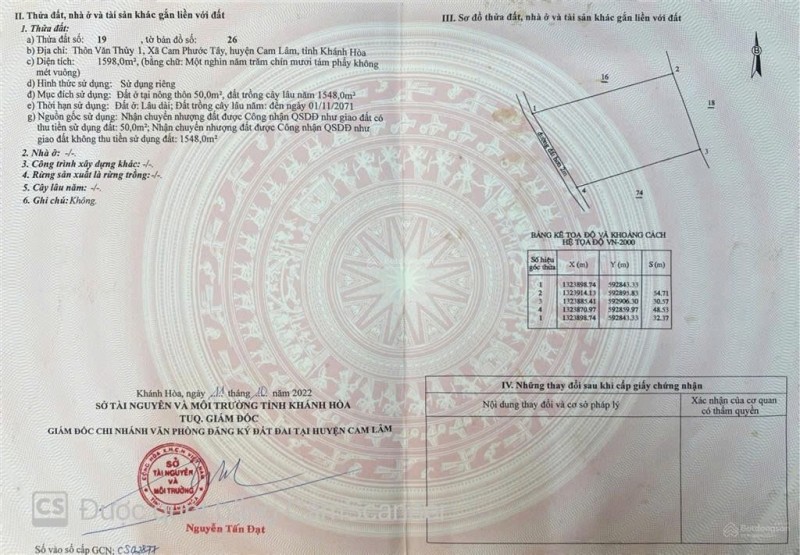 II. Thửa đất, nhà ở và tài sản khác gắn liền với đất
1. Thửa đất:
a) Thửa đất số: 19 , tờ bản đồ số: 26
b) Địa chỉ: Thôn Văn Thủy 1, Xã Cam Phước Tây, huyện Cam Lâm, tỉnh Khánh Hòa
c) Diện tích: 1598,0m², (bằng chữ: Một nghìn năm trăm chín mươi tám phẩy không
mét vuông)
d) Hình thức sử dụng: Sử dụng riêng
đ) Mục đích sử dụng: Đất ở tại nông thôn 50,0m², đất trồng cây lâu năm 1548,0m²
e) Thời hạn sử dụng: Đất ở: Lâu dài; Đất trồng cây lâu năm: đến ngày 01/11/2071
g) Nguồn gốc sử dụng: Nhận chuyển nhượng đất được Công nhận QSDĐ như giao đất có
thu tiền sử dụng đất: 50,0m²; Nhận chuyển nhượng đất được Công nhận QSDĐ như
giao đất không thu tiền sử dụng đất: 1548,0m²
2. Nhà ở: -/-
3. Công trình xây dựng khác: -/-
4. Rừng sản xuất là rừng trồng: -/-
5. Cây lâu năm: -/-
6. Ghi chú: Không.
Khánh Hòa, ngày 11 tháng 10 năm 2022
SỞ TÀI NGUYÊN VÀ MÔI TRƯỜNG TỈNH KHÁNH HÒA
TUQ. GIÁM ĐỐC
GIÁM ĐỐC CHI NHÁNH VĂN PHÒNG ĐĂNG KÝ ĐẤT ĐAI TẠI HUYỆN CAM LÂM
SỞ
TÀI NGUYÊN
VÀ
MÔI TRƯỜNG
CS Được
Nguyễn Tấn Đạt
Số vào sổ cấp GCN:
III. Sơ đồ thửa đất, nhà ở và tài sản khác gắn liền với đất
16
2
18
1
3
4
24
BẢNG KÊ TỌA ĐỘ VÀ KHOẢNG CÁCH
HỆ TỌA ĐỘ VN-2000
Số hiệu góc thửa X (m) Y (m) S (m)
1 1323898.74 592843.33
2 1323914.13 592895.83 54.71
3 1323885.41 592906.30 30.57
4 1323870.97 592859.97 48.53
1 1323898.74 592843.33 32.37
IV. Những thay đổi sau khi cấp giấy chứng nhận
Nội dung thay đổi và cơ sở pháp lý
Xác nhận của cơ quan
có thẩm quyền
Batdongsan